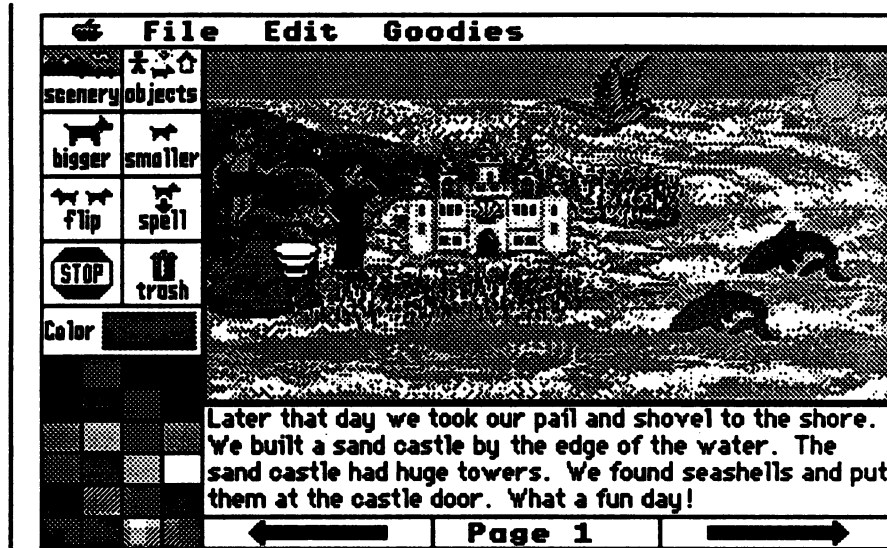 File Edit Goodies
scenery objects
bigger smaller
flip spell
STOP trash
Color
Later that day we took our pail and shovel to the shore.
We built a sand castle by the edge of the water. The
sand castle had huge towers. We found seashells and put
them at the castle door. What a fun day!
Page 1